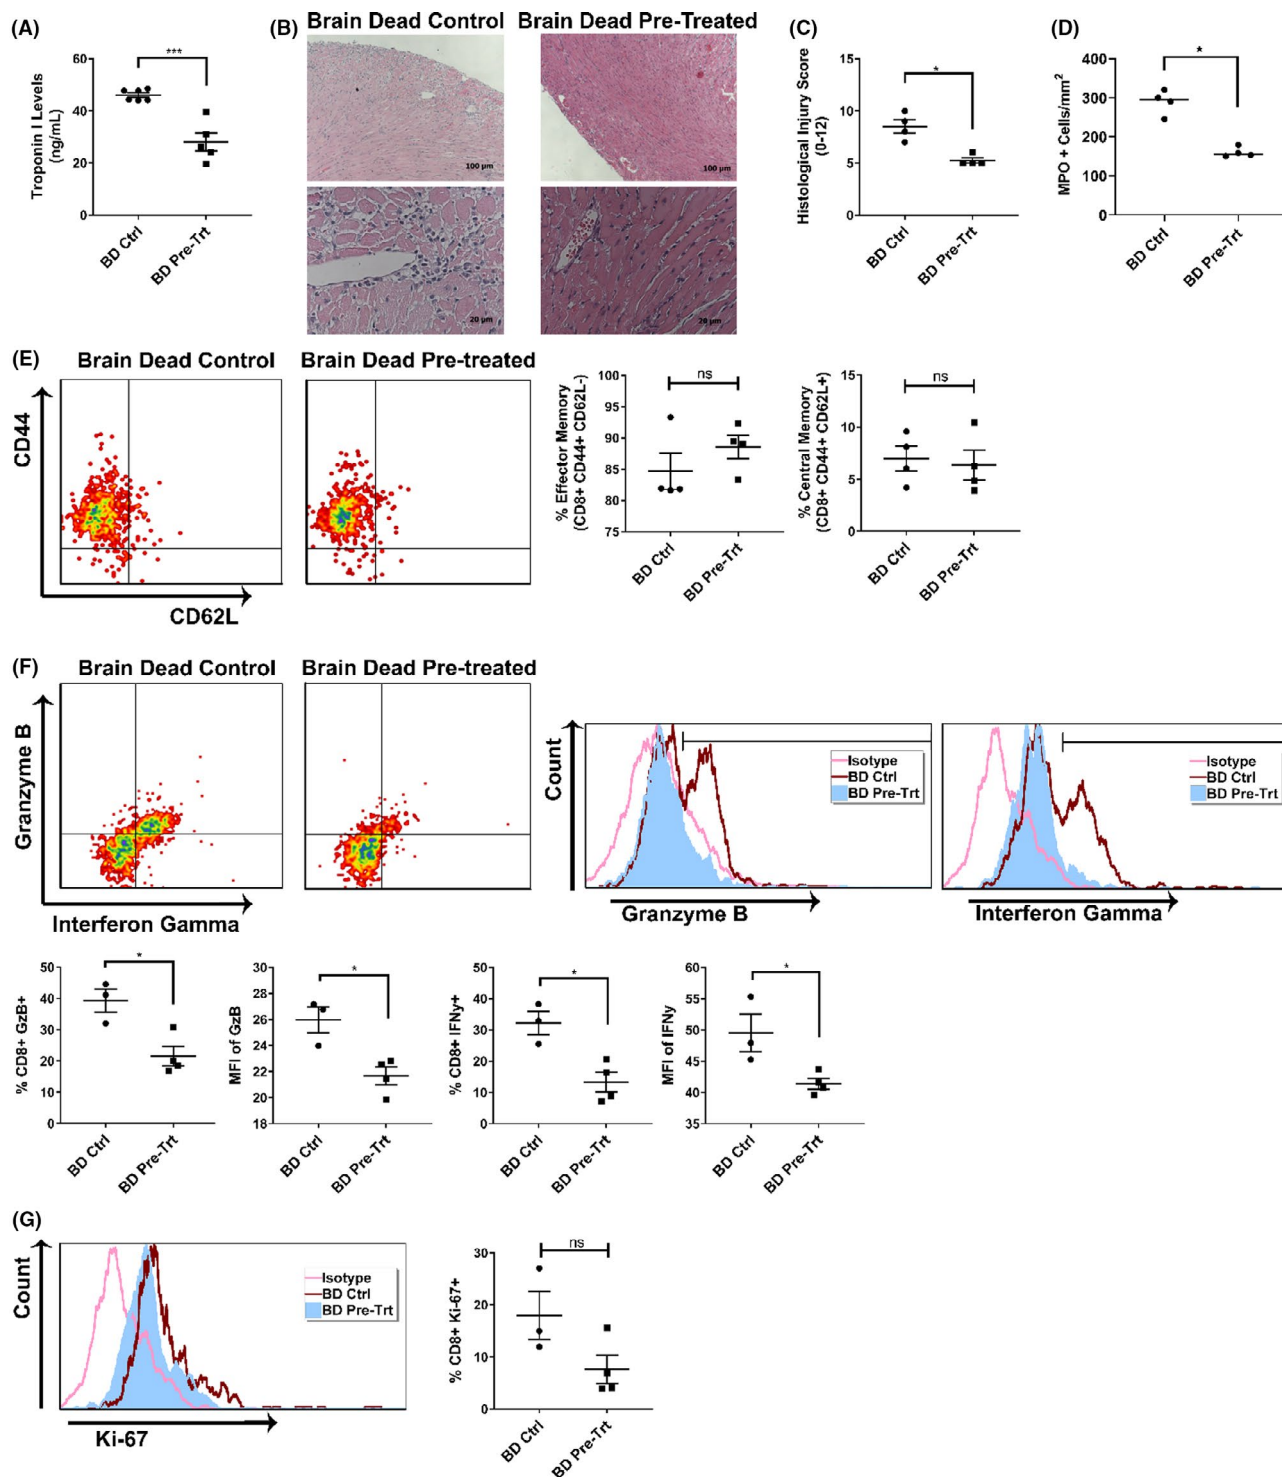 (A)
Troponin I Levels
(ng/mL)
60
40
20
0
***
BD Ctrl
BD Pre-Trt
(B)
Brain Dead Control
Brain Dead Pre-Treated
100 µm
100 µm
20 µm
20 µm
(C)
Histological Injury Score
(0-12)
15
10
5
0
*
BD Ctrl
BD Pre-Trt
(D)
MPO + Cells/mm²
400
300
200
100
0
*
BD Ctrl
BD Pre-Trt
(E)
Brain Dead Control
Brain Dead Pre-treated
CD44
CD62L
% Effector Memory
(CD8+ CD44+ CD62L-)
100
95
90
85
80
75
ns
BD Ctrl
BD Pre-Trt
% Central Memory
(CD8+ CD44+ CD62L+)
15
10
5
0
ns
BD Ctrl
BD Pre-Trt
(F)
Brain Dead Control
Brain Dead Pre-treated
Granzyme B
Interferon Gamma
Count
Isotype
BD Ctrl
BD Pre-Trt
Granzyme B
Isotype
BD Ctrl
BD Pre-Trt
Interferon Gamma
% CD8+ GzB+
50
40
30
20
10
0
*
BD Ctrl
BD Pre-Trt
MFI of GzB
30
28
26
24
22
20
18
*
BD Ctrl
BD Pre-Trt
% CD8+ IFNy+
50
40
30
20
10
0
*
BD Ctrl
BD Pre-Trt
MFI of IFNy
60
55
50
45
40
35
*
BD Ctrl
BD Pre-Trt
(G)
Count
Isotype
BD Ctrl
BD Pre-Trt
Ki-67
% CD8+ Ki-67+
30
20
10
0
ns
BD Ctrl
BD Pre-Trt